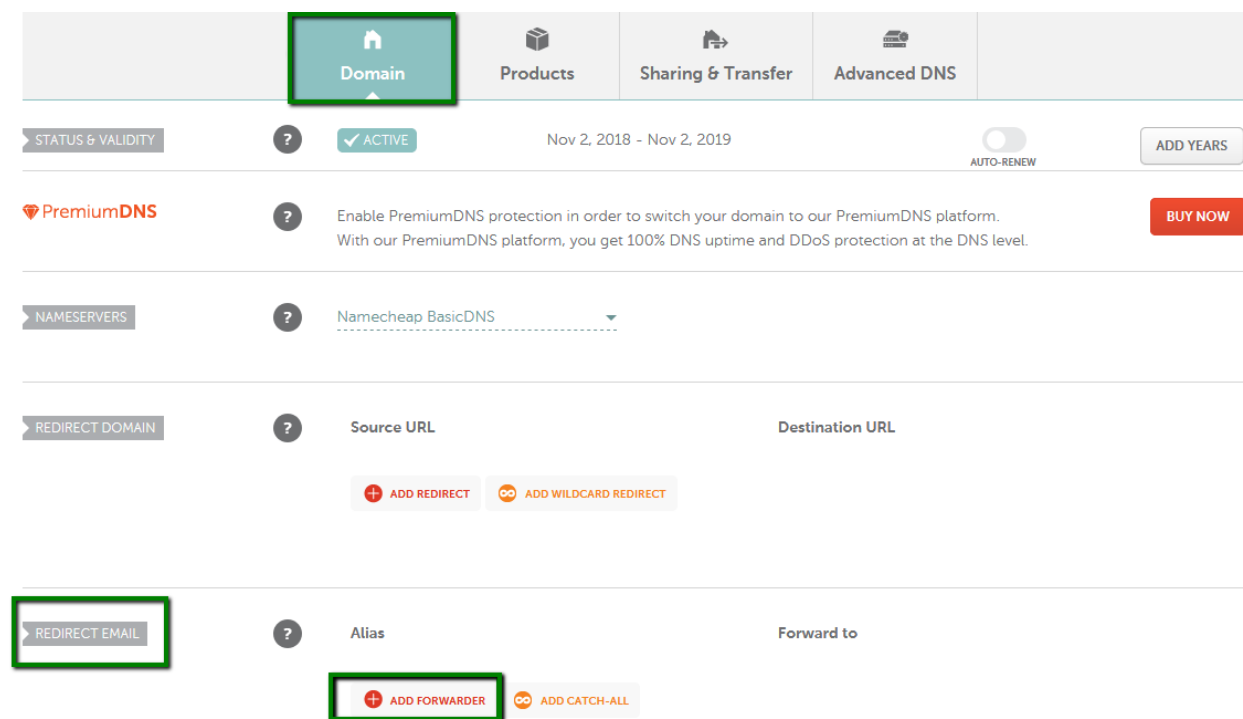 Domain
Products
Sharing & Transfer
Advanced DNS
STATUS & VALIDITY
?
ACTIVE
Nov 2, 2018 - Nov 2, 2019
AUTO-RENEW
ADD YEARS
PremiumDNS
?
Enable PremiumDNS protection in order to switch your domain to our PremiumDNS platform.
With our PremiumDNS platform, you get 100% DNS uptime and DDoS protection at the DNS level.
BUY NOW
NAMESERVERS
?
Namecheap BasicDNS
REDIRECT DOMAIN
?
Source URL
Destination URL
ADD REDIRECT
ADD WILDCARD REDIRECT
REDIRECT EMAIL
?
Alias
Forward to
ADD FORWARDER
ADD CATCH-ALL